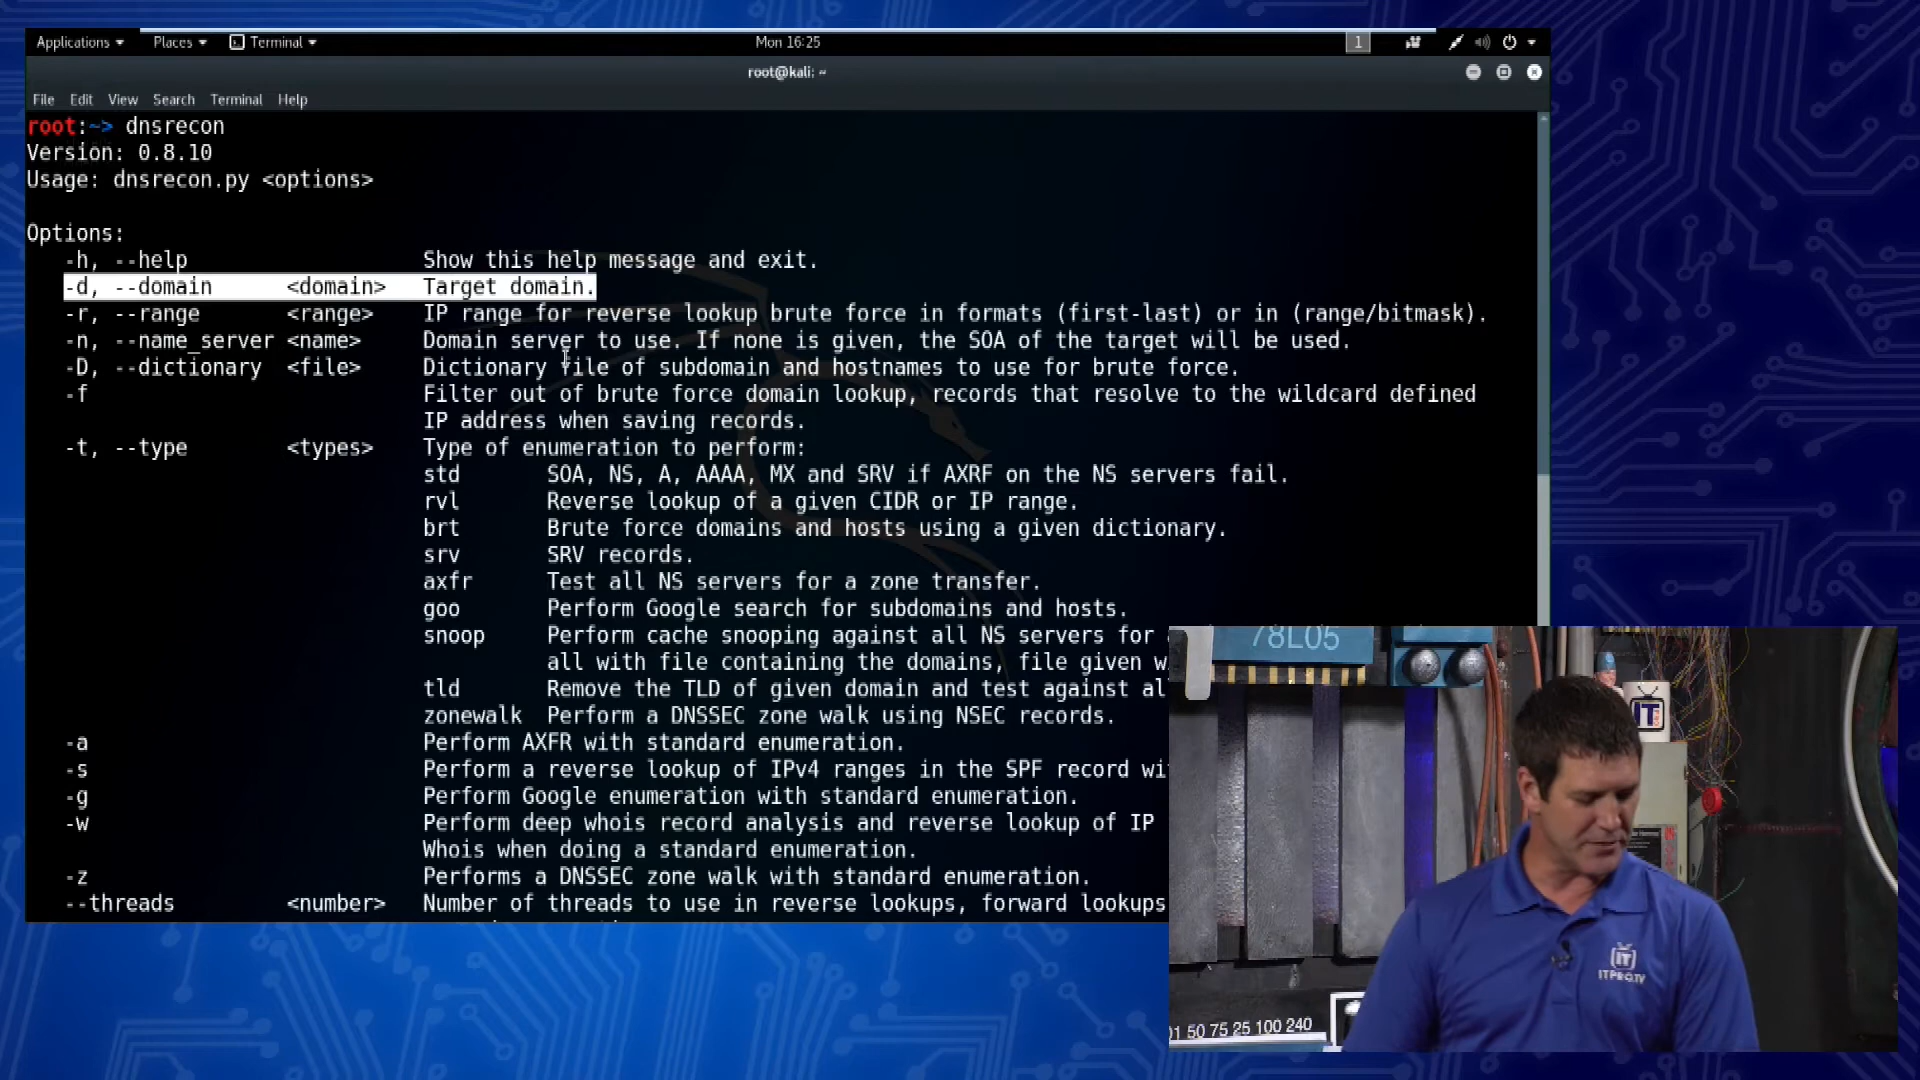 Applications Places Terminal Mon 16:25 1
root@kali: ~
File Edit View Search Terminal Help
root:~> dnsrecon
Version: 0.8.10
Usage: dnsrecon.py <options>
Options:
-h, --help Show this help message and exit.
-d, --domain <domain> Target domain.
-r, --range <range> IP range for reverse lookup brute force in formats (first-last) or in (range/bitmask).
-n, --name_server <name> Domain server to use. If none is given, the SOA of the target will be used.
-D, --dictionary <file> Dictionary file of subdomain and hostnames to use for brute force.
-f Filter out of brute force domain lookup, records that resolve to the wildcard defined
IP address when saving records.
-t, --type <types> Type of enumeration to perform:
std SOA, NS, A, AAAA, MX and SRV if AXRF on the NS servers fail.
rvl Reverse lookup of a given CIDR or IP range.
brt Brute force domains and hosts using a given dictionary.
srv SRV records.
axfr Test all NS servers for a zone transfer.
goo Perform Google search for subdomains and hosts.
snoop Perform cache snooping against all NS servers for
all with file containing the domains, file given
tld Remove the TLD of given domain and test against
zonewalk Perform a DNSSEC zone walk using NSEC records.
-a Perform AXFR with standard enumeration.
-s Perform a reverse lookup of IPv4 ranges in the SPF record
-g Perform Google enumeration with standard enumeration.
-w Perform deep whois record analysis and reverse lookup of IP
Whois when doing a standard enumeration.
-z Performs a DNSSEC zone walk with standard enumeration.
--threads <number> Number of threads to use in reverse lookups, forward lookups
78L05
IT
IT
ITPRO.TV
50 75 25 100 240